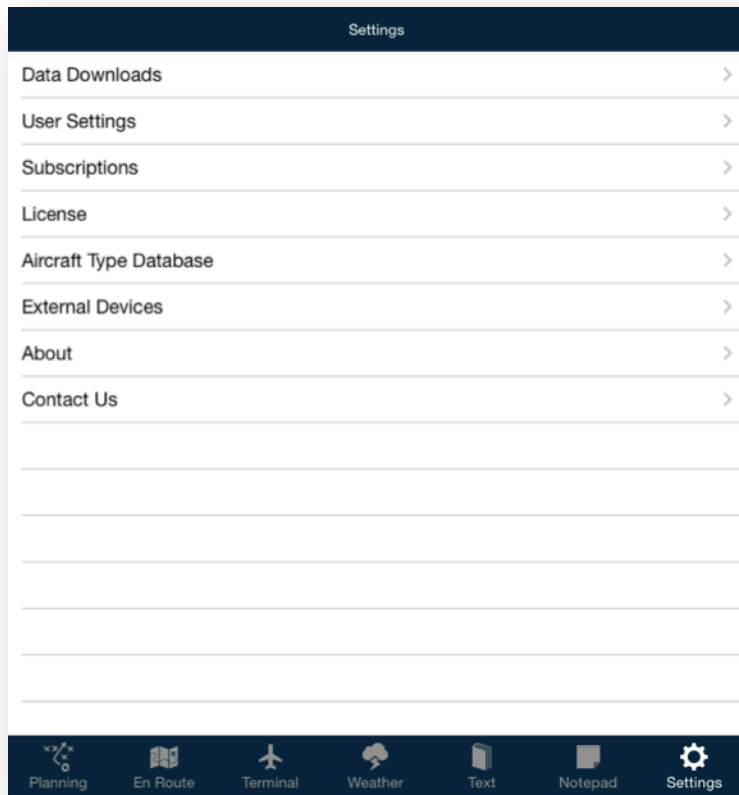 Settings
Data Downloads
User Settings
Subscriptions
License
Aircraft Type Database
External Devices
About
Contact Us
Planning En Route Terminal Weather Text Notepad Settings